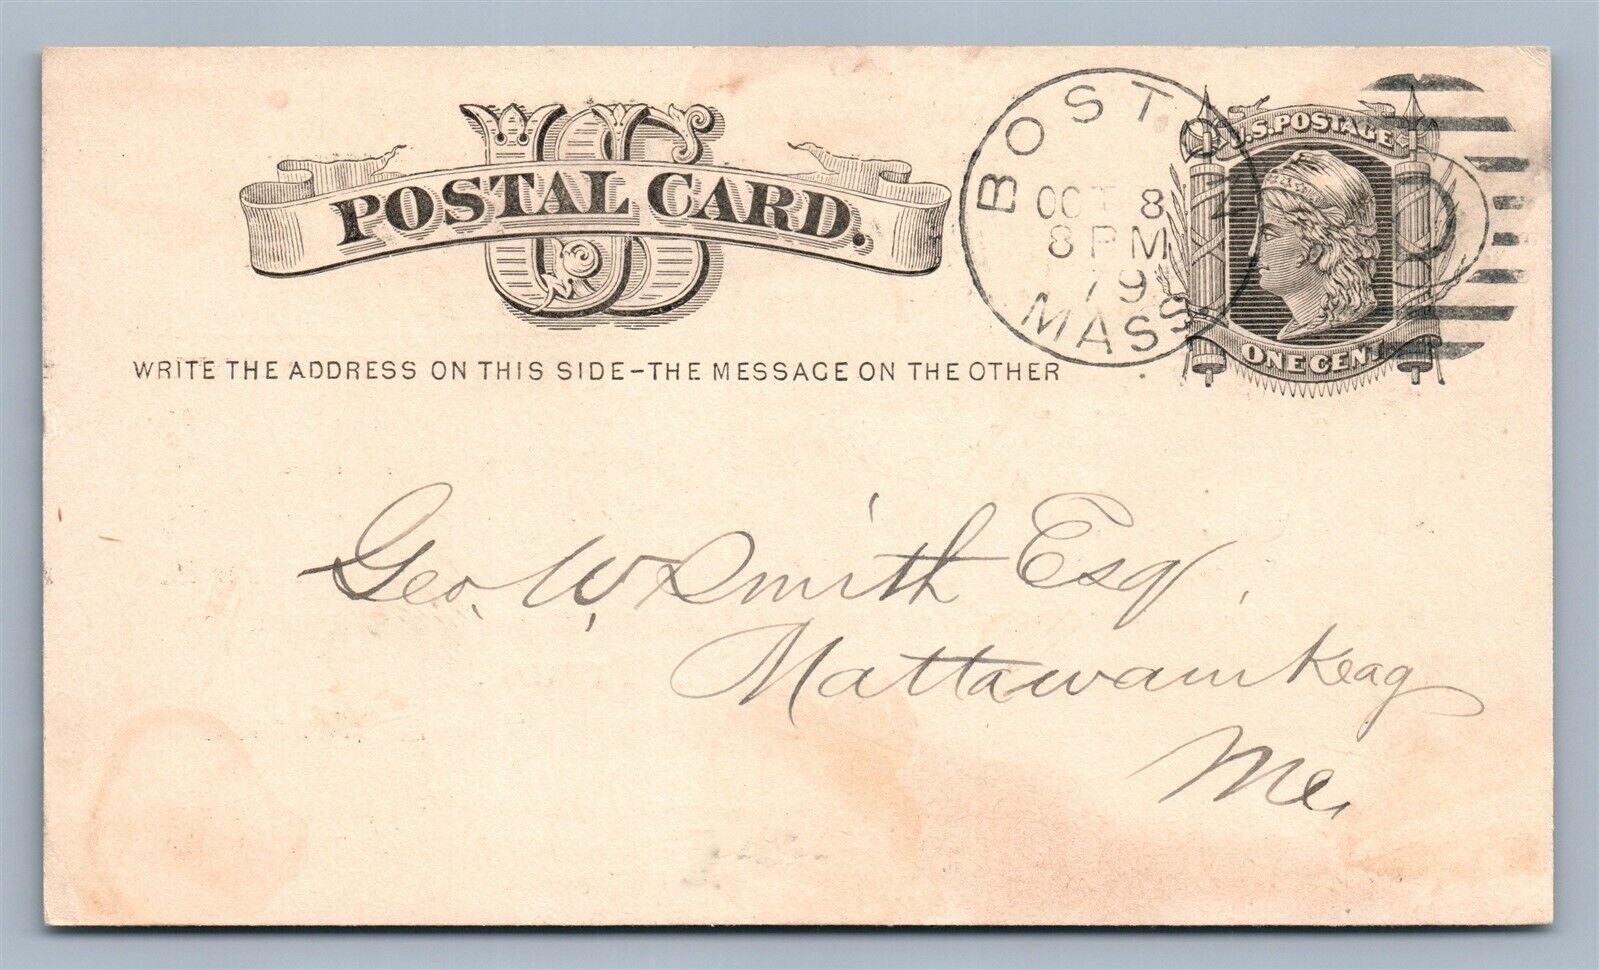 US
POSTAL CARD.
BOSTON
OCT 8
8 PM
79
MASS
U.S. POSTAGE
ONE CENT
D
WRITE THE ADDRESS ON THIS SIDE-THE MESSAGE ON THE OTHER
Geo. W. Smith Esq.
Mattawamkeag
Me.